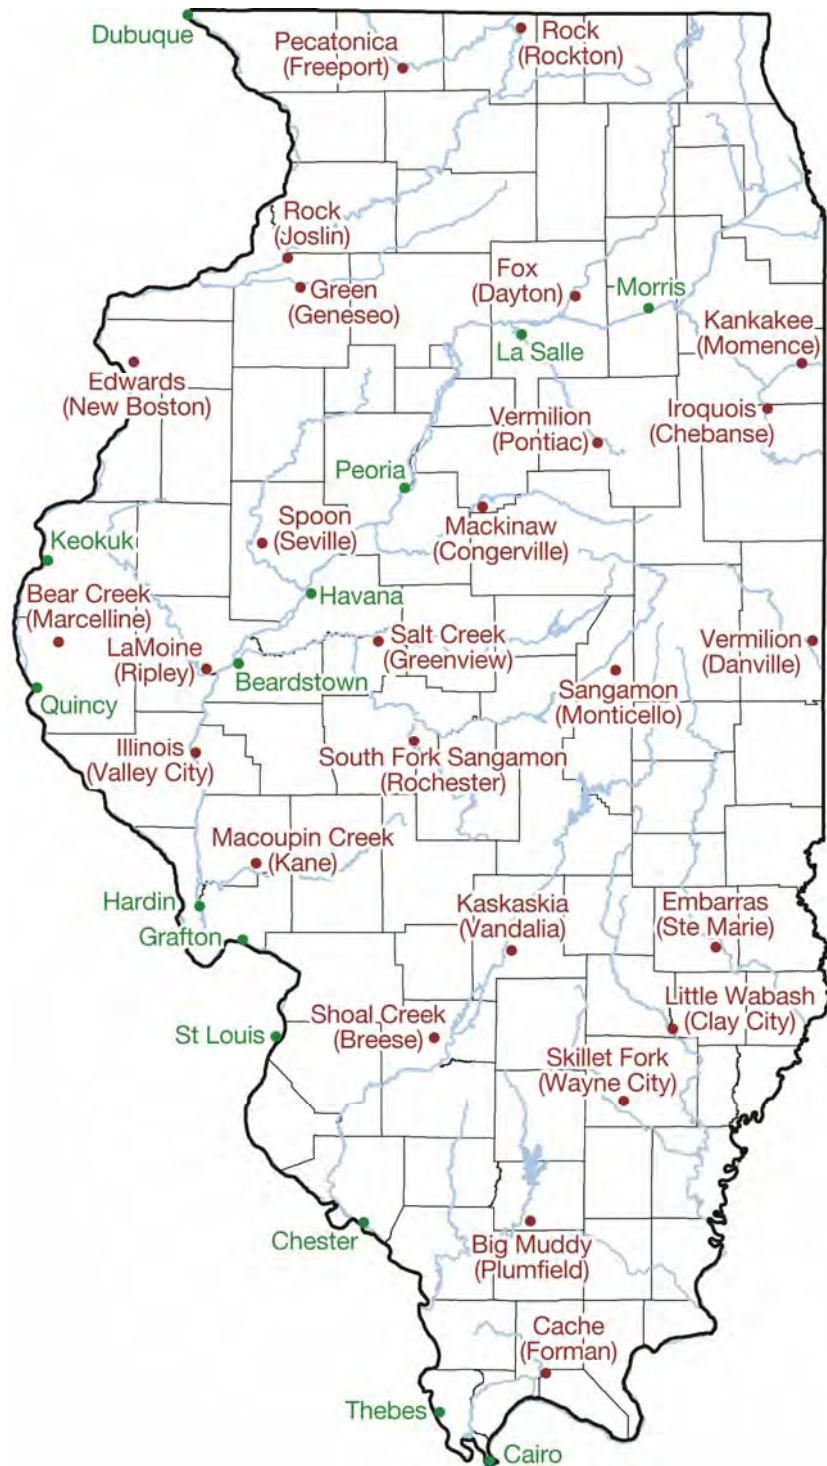 Dubuque
Pecatonica
(Freeport)
Rock
(Rockton)
Rock
(Joslin)
Green
(Geneseo)
Fox
(Dayton)
Morris
La Salle
Kankakee
(Momence)
Edwards
(New Boston)
Vermilion
(Pontiac)
Iroquois
(Chebanse)
Peoria
Spoon
(Seville)
Mackinaw
(Congerville)
Keokuk
Havana
Bear Creek
(Marcelline)
LaMoine
(Ripley)
Beardstown
Salt Creek
(Greenview)
Vermilion
(Danville)
Quincy
Sangamon
(Monticello)
Illinois
(Valley City)
South Fork Sangamon
(Rochester)
Macoupin Creek
(Kane)
Hardin
Grafton
Kaskaskia
(Vandalia)
Embarras
(Ste Marie)
St Louis
Shoal Creek
(Breese)
Little Wabash
(Clay City)
Skillet Fork
(Wayne City)
Chester
Big Muddy
(Plumfield)
Cache
(Forman)
Thebes
Cairo